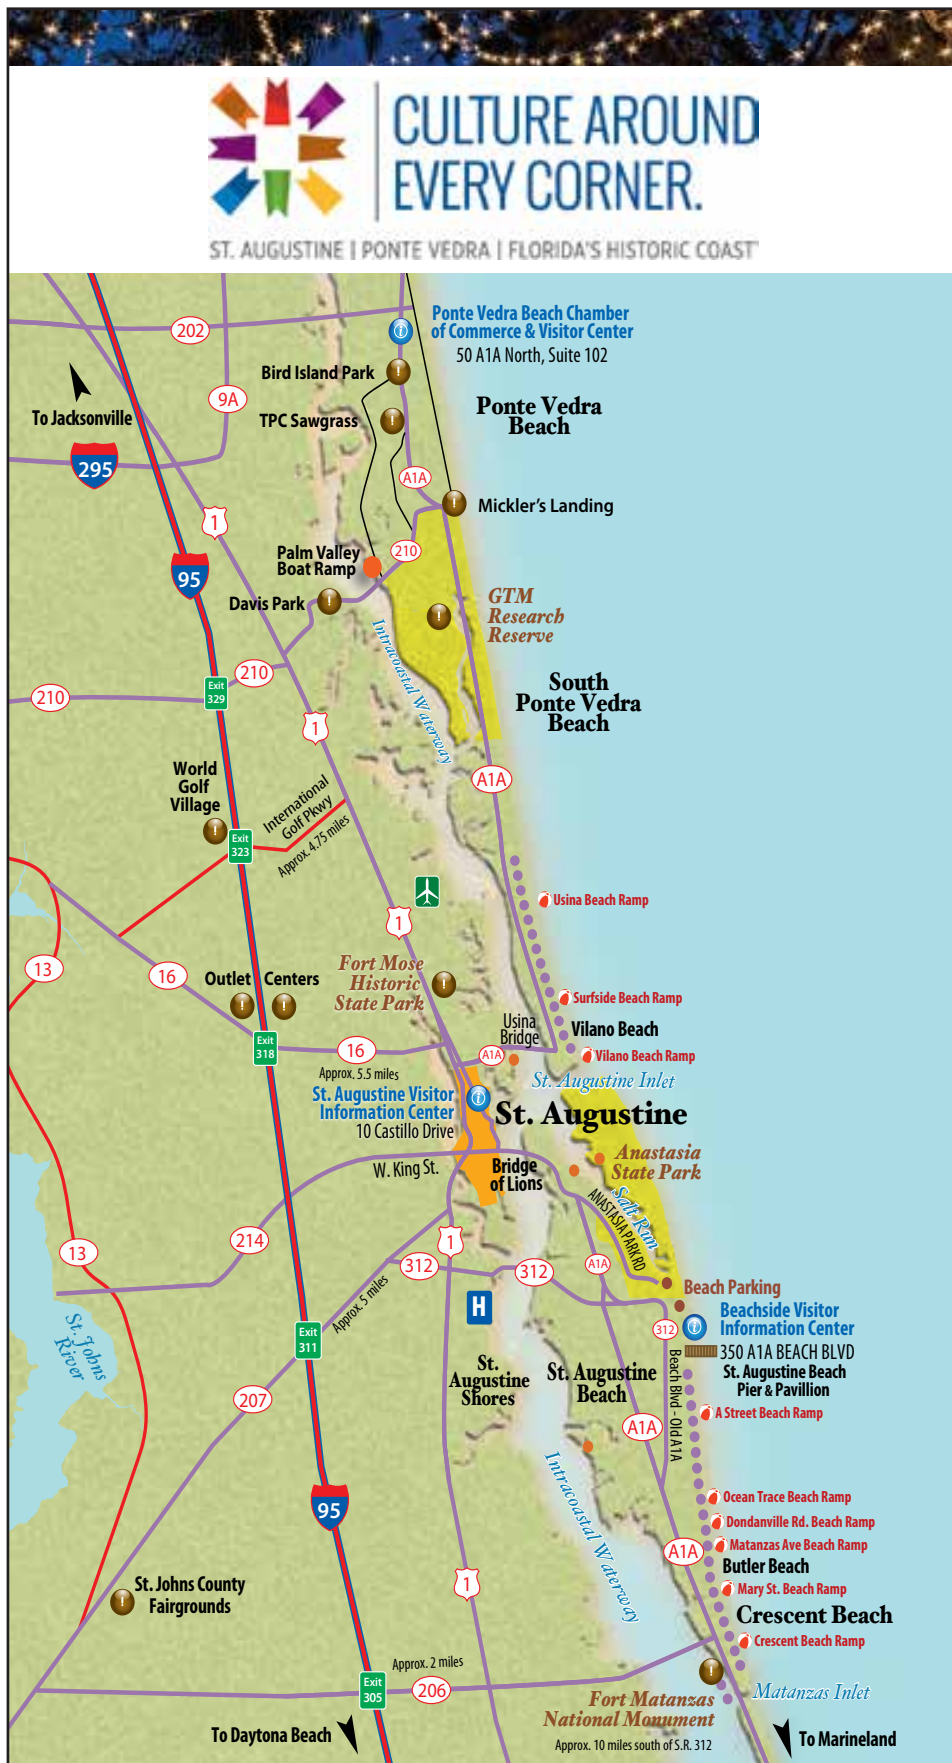 CULTURE AROUND
EVERY CORNER.
ST. AUGUSTINE | PONTE VEDRA | FLORIDA'S HISTORIC COAST
Ponte Vedra Beach Chamber
of Commerce & Visitor Center
50 A1A North, Suite 102
202
Bird Island Park
9A
To Jacksonville
TPC Sawgrass
Ponte Vedra
Beach
295
A1A
Mickler's Landing
1
210
Palm Valley
Boat Ramp
95
Davis Park
GTM
Research
Reserve
Intracoastal Waterway
210
210
Exit
329
South
Ponte Vedra
Beach
1
A1A
World
Golf
Village
International
Golf Pkwy
Approx. 4.75 miles
Exit
323
Usina Beach Ramp
1
13
16
Fort Mose
Historic
State Park
Outlet Centers
Surfside Beach Ramp
Usina
Bridge
Vilano Beach
Exit
318
16
A1A
Vilano Beach Ramp
Approx. 5.5 miles
St. Augustine Inlet
St. Augustine Visitor
Information Center
10 Castillo Drive
St. Augustine
Anastasia
State Park
W. King St.
Bridge
of Lions
Salt Run
ANASTASIA PARK RD
214
1
13
312
312
A1A
Beach Parking
Approx. 5 miles
H
Beachside Visitor
Information Center
350 A1A BEACH BLVD
312
St. Johns
River
Exit
311
St.
Augustine
Shores
St. Augustine
Beach
St. Augustine Beach
Pier & Pavillion
Beach Blvd - Old A1A
207
A Street Beach Ramp
A1A
Intracoastal Waterway
95
Ocean Trace Beach Ramp
Dondanville Rd. Beach Ramp
A1A
Matanzas Ave Beach Ramp
Butler Beach
1
Mary St. Beach Ramp
St. Johns County
Fairgrounds
Crescent Beach
Crescent Beach Ramp
Approx. 2 miles
Exit
305
206
Fort Matanzas
National Monument
Approx. 10 miles south of S.R. 312
Matanzas Inlet
To Daytona Beach
To Marineland